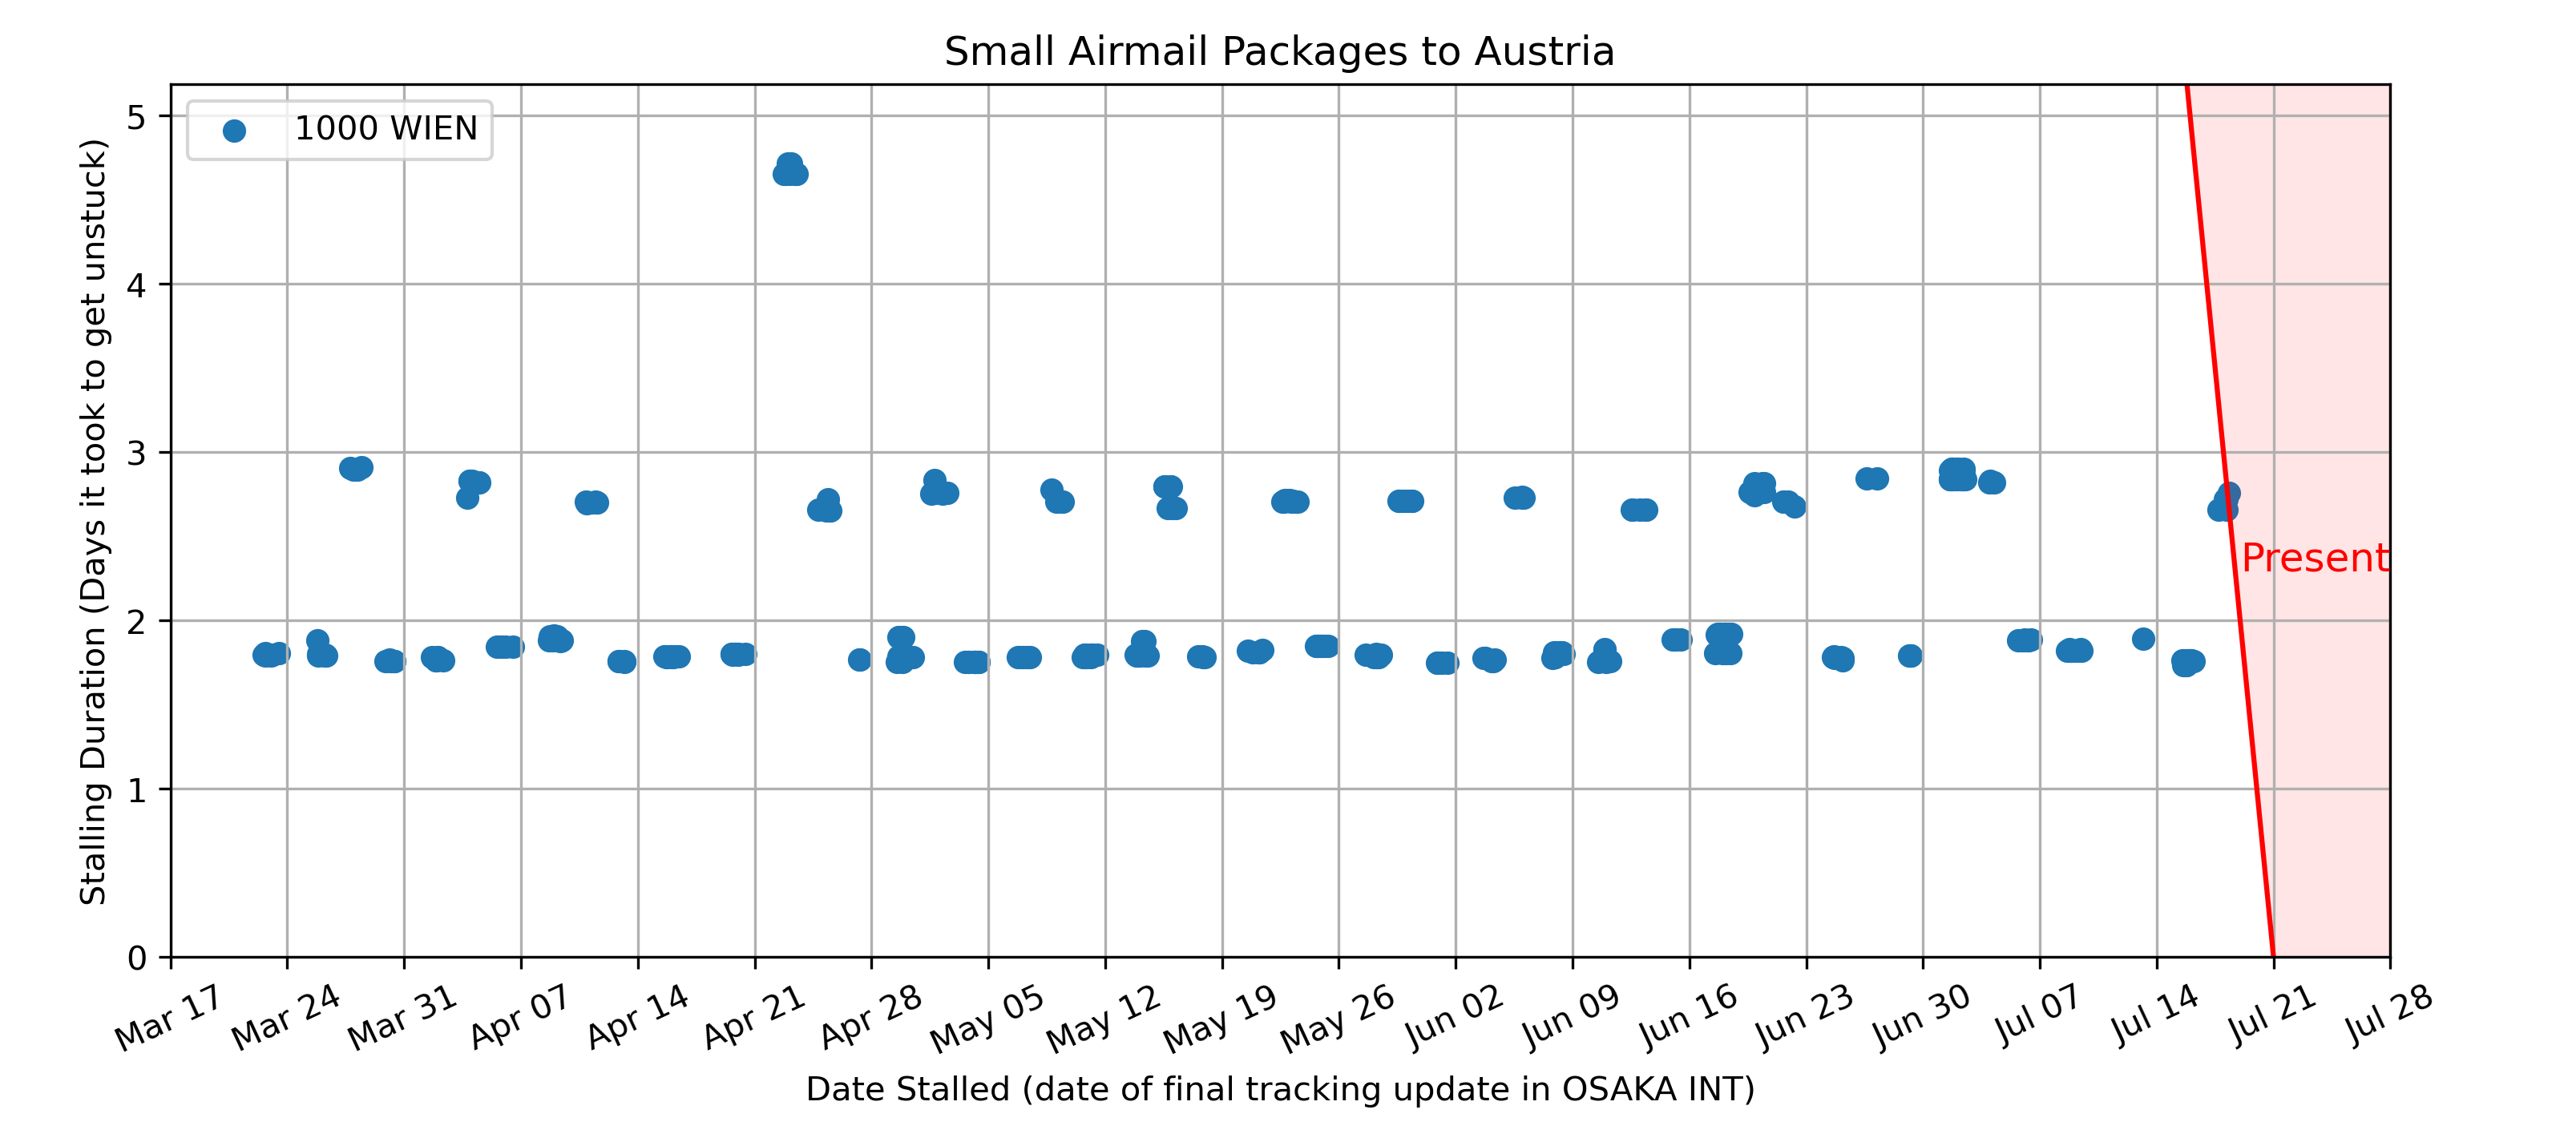 Small Airmail Packages to Austria
1000 WIEN
Stalling Duration (Days it took to get unstuck)
5
4
3
2
1
0
Present
Mar 17
Mar 24
Mar 31
Apr 07
Apr 14
Apr 21
Apr 28
May 05
May 12
May 19
May 26
Jun 02
Jun 09
Jun 16
Jun 23
Jun 30
Jul 07
Jul 14
Jul 21
Jul 28
Date Stalled (date of final tracking update in OSAKA INT)